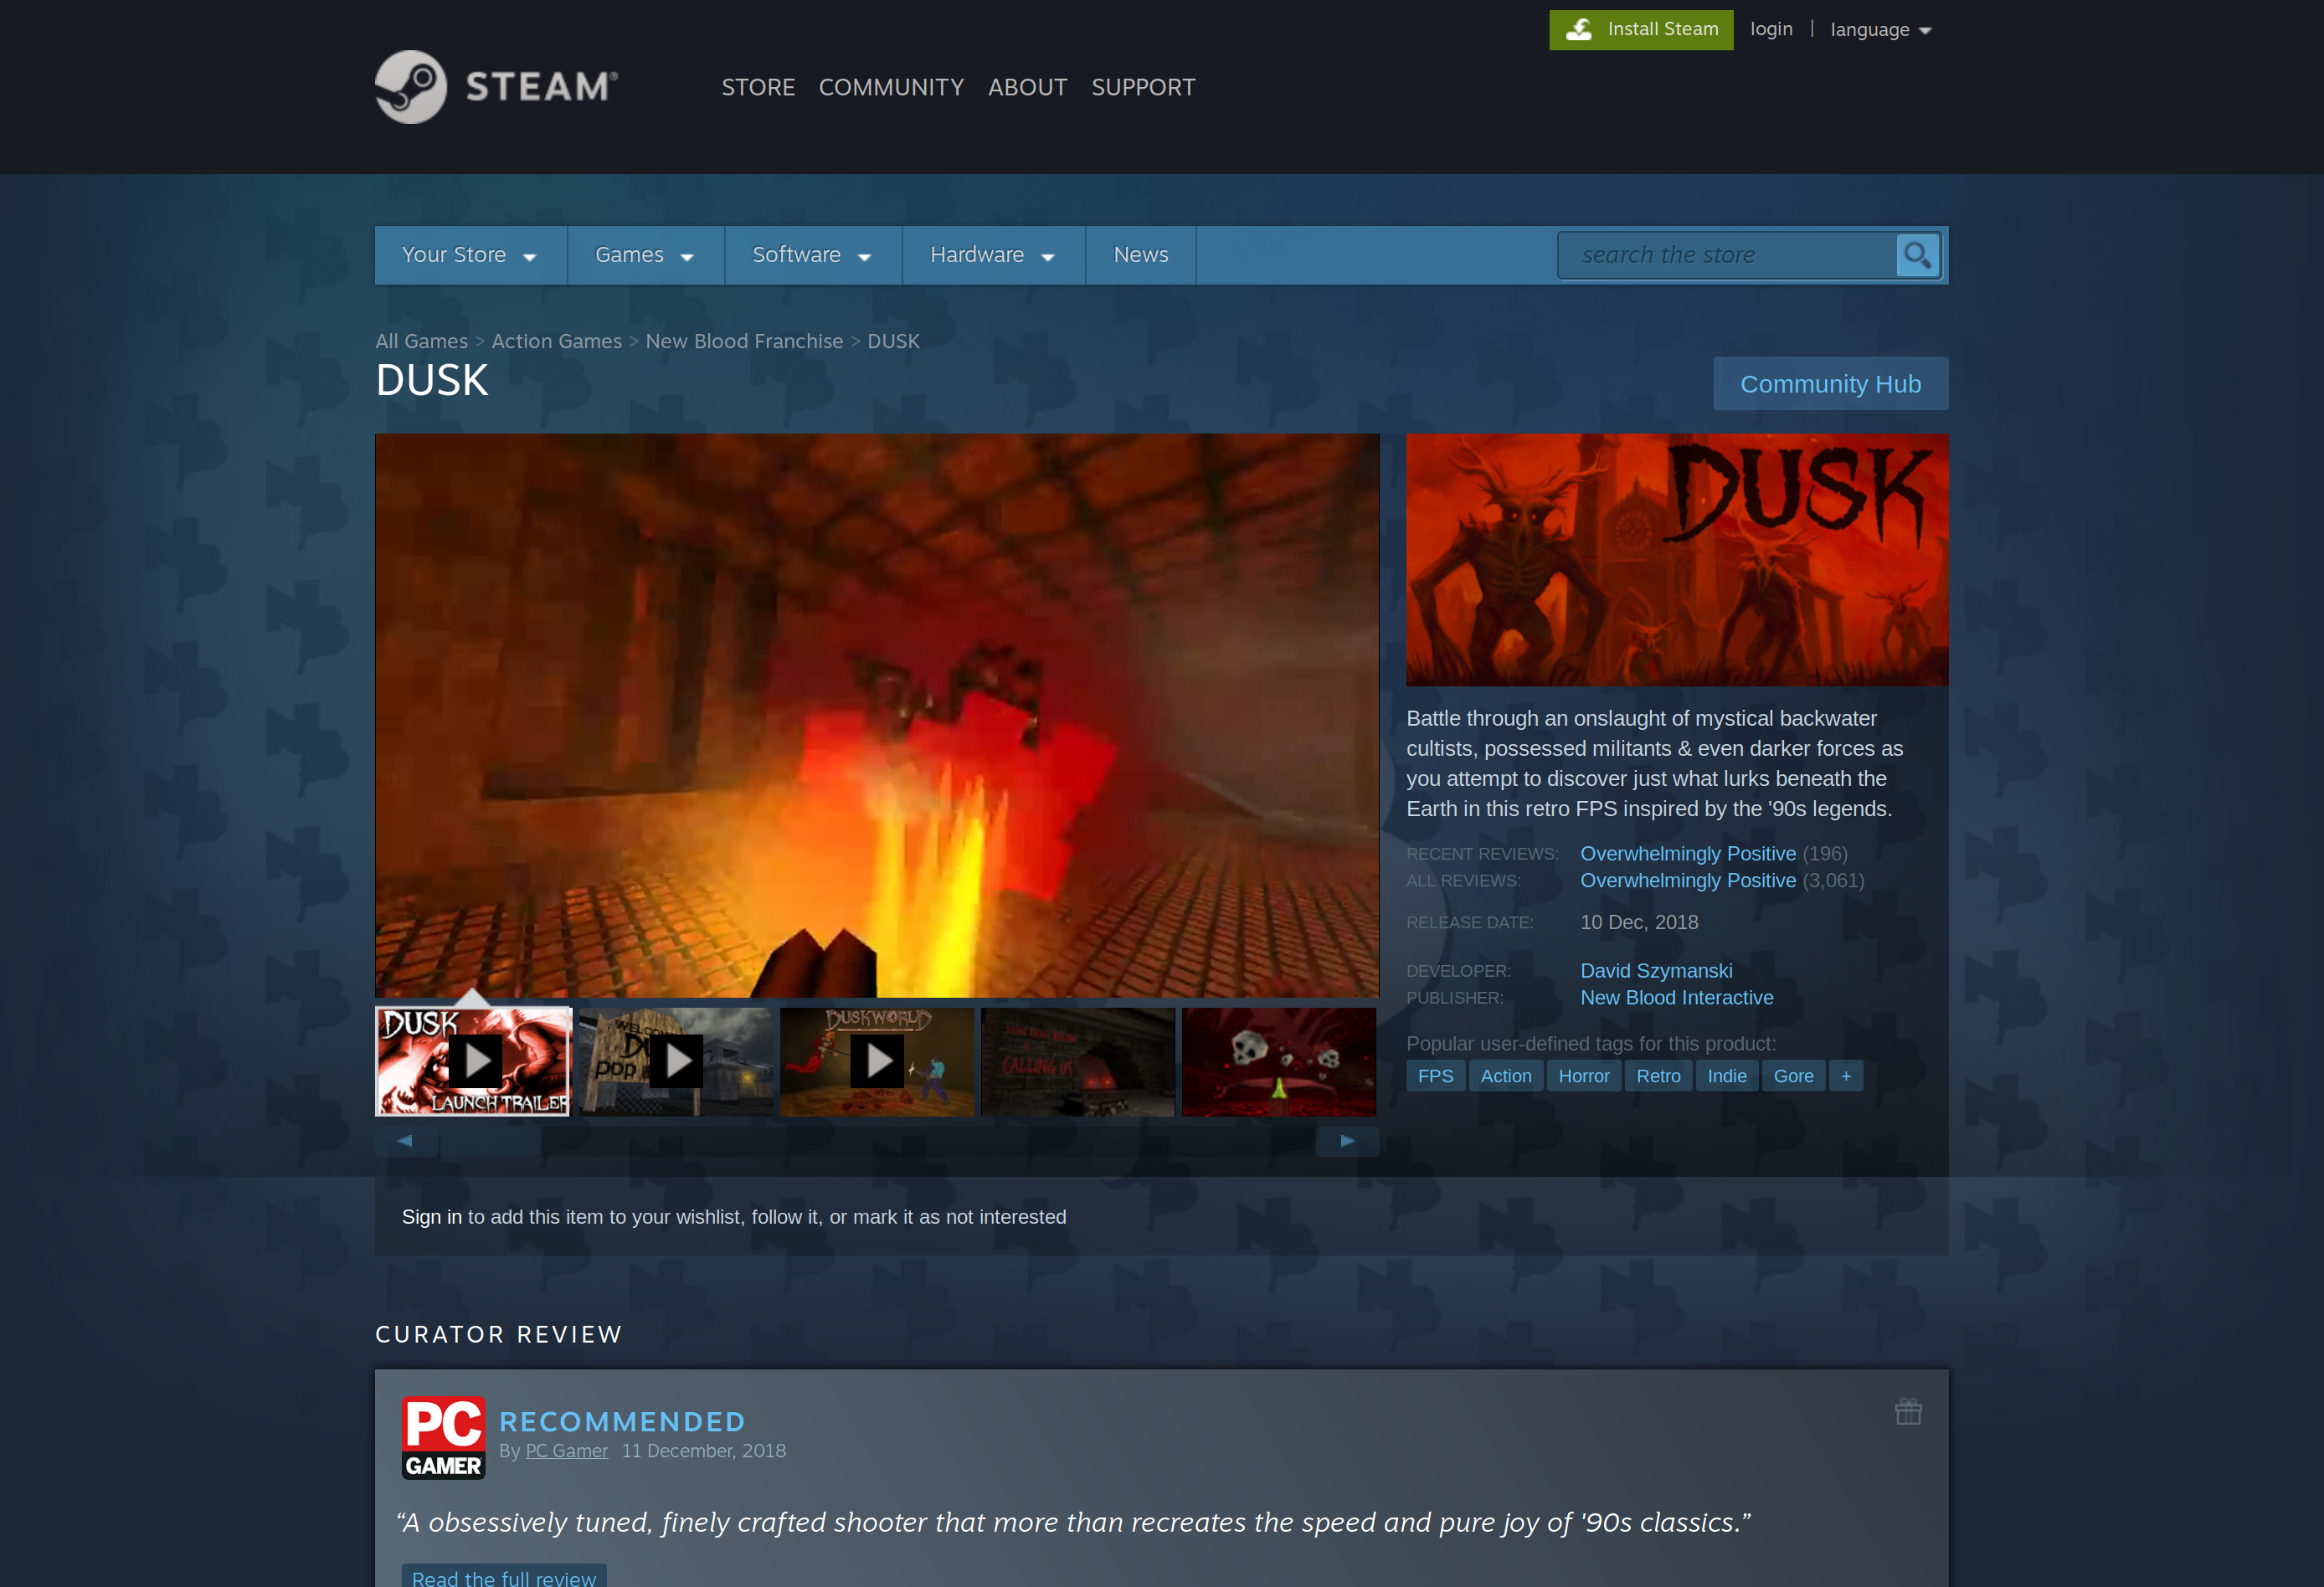 Install Steam
login | language
STEAM®
STORE COMMUNITY ABOUT SUPPORT
Your Store Games Software Hardware News
search the store
All Games > Action Games > New Blood Franchise > DUSK
DUSK
Community Hub
DUSK
Battle through an onslaught of mystical backwater
cultists, possessed militants & even darker forces as
you attempt to discover just what lurks beneath the
Earth in this retro FPS inspired by the '90s legends.
RECENT REVIEWS: Overwhelmingly Positive (196)
ALL REVIEWS: Overwhelmingly Positive (3,061)
RELEASE DATE: 10 Dec, 2018
DEVELOPER: David Szymanski
PUBLISHER: New Blood Interactive
Popular user-defined tags for this product:
FPS Action Horror Retro Indie Gore +
DUSK
LAUNCH TRAILER
DUSKWORLD
CALLING US
Sign in to add this item to your wishlist, follow it, or mark it as not interested
CURATOR REVIEW
PC
GAMER
RECOMMENDED
By PC Gamer 11 December, 2018
“A obsessively tuned, finely crafted shooter that more than recreates the speed and pure joy of '90s classics.”
Read the full review